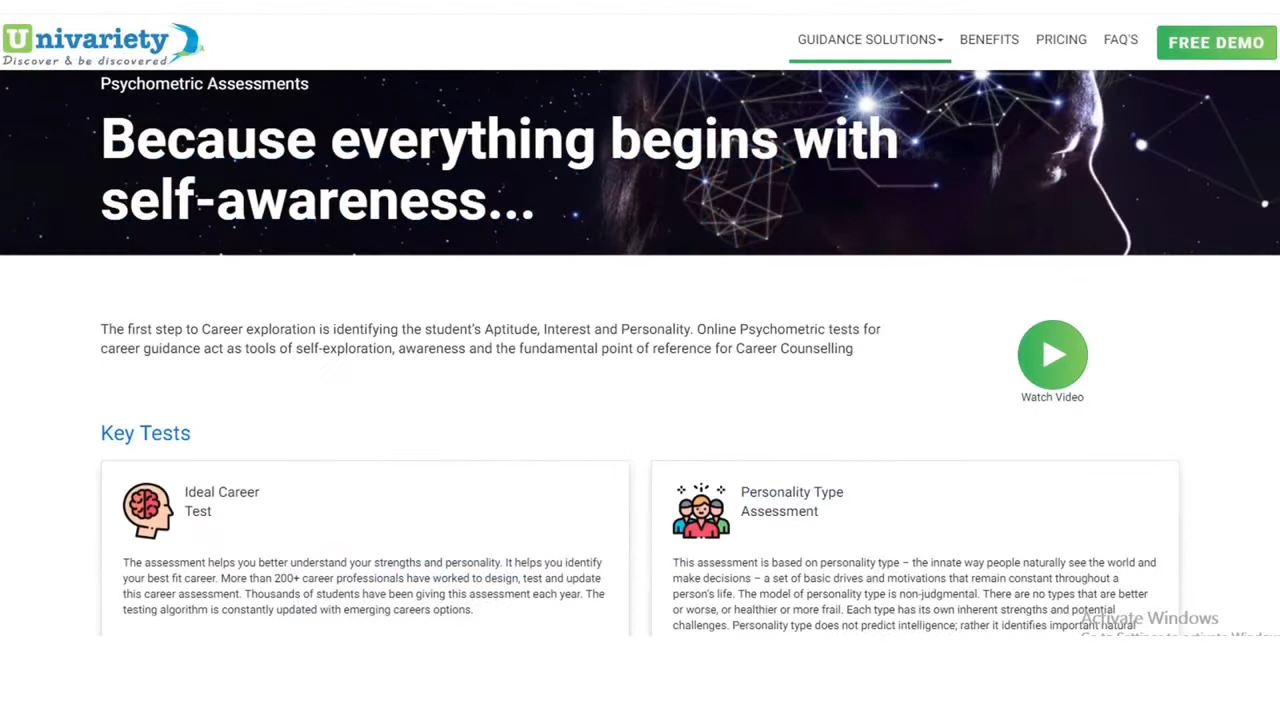 Univariety
Discover & be discovered
GUIDANCE SOLUTIONS
BENEFITS
PRICING
FAQ'S
FREE DEMO
Psychometric Assessments
Because everything begins with
self-awareness...
The first step to Career exploration is identifying the student's Aptitude, Interest and Personality. Online Psychometric tests for
career guidance act as tools of self-exploration, awareness and the fundamental point of reference for Career Counselling
Watch Video
Key Tests
Ideal Career
Test
The assessment helps you better understand your strengths and personality. It helps you identify
your best fit career. More than 200+ career professionals have worked to design, test and update
this career assessment. Thousands of students have been giving this assessment each year. The
testing algorithm is constantly updated with emerging careers options.
Personality Type
Assessment
This assessment is based on personality type – the innate way people naturally see the world and
make decisions – a set of basic drives and motivations that remain constant throughout a
person's life. The model of personality type is non-judgmental. There are no types that are better
or worse, or healthier or more frail. Each type has its own inherent strengths and potential
challenges. Personality type does not predict intelligence; rather it identifies important natural
Activate Windows
Go to Settings to activate Windows